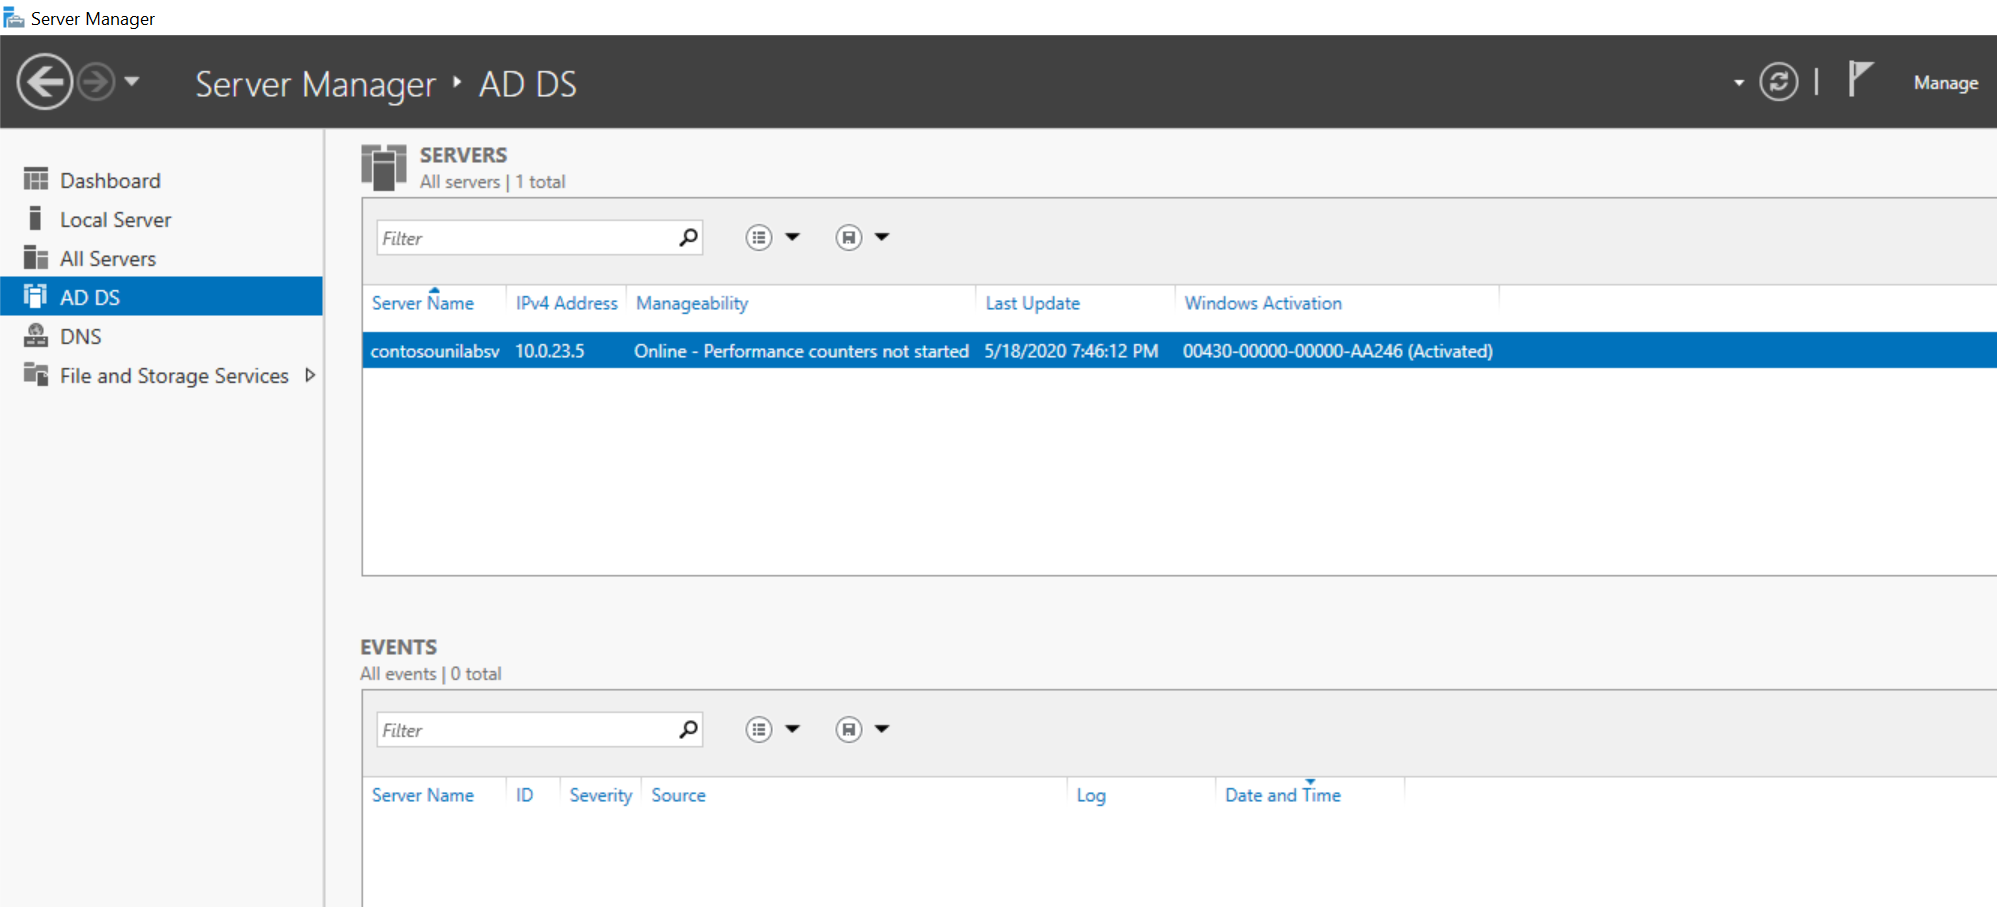 Server Manager
Server Manager ‣ AD DS
Manage
Dashboard
Local Server
All Servers
AD DS
DNS
File and Storage Services
SERVERS
All servers | 1 total
Filter
Server Name IPv4 Address Manageability Last Update Windows Activation
contosounilabsv 10.0.23.5 Online - Performance counters not started 5/18/2020 7:46:12 PM 00430-00000-00000-AA246 (Activated)
EVENTS
All events | 0 total
Filter
Server Name ID Severity Source Log Date and Time